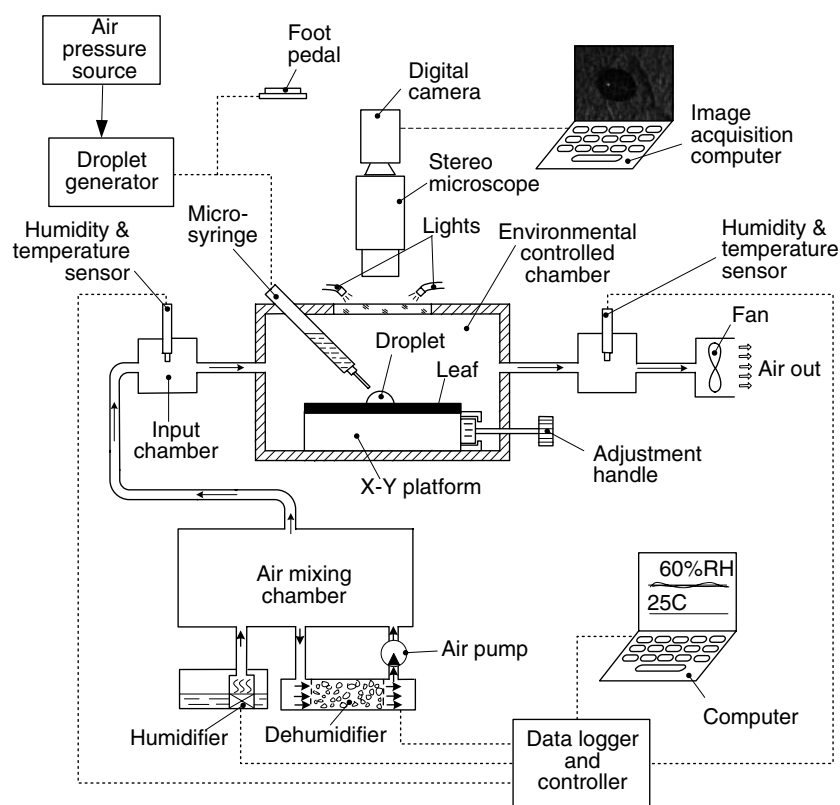 Air
pressure
source
Foot
pedal
Digital
camera
Image
acquisition
computer
Droplet
generator
Stereo
microscope
Humidity &
temperature
sensor
Micro-
syringe
Lights
Environmental
controlled
chamber
Humidity &
temperature
sensor
Fan
Droplet
Leaf
Air out
Input
chamber
X-Y platform
Adjustment
handle
Air mixing
chamber
60%RH
25C
Air pump
Humidifier
Dehumidifier
Computer
Data logger
and
controller